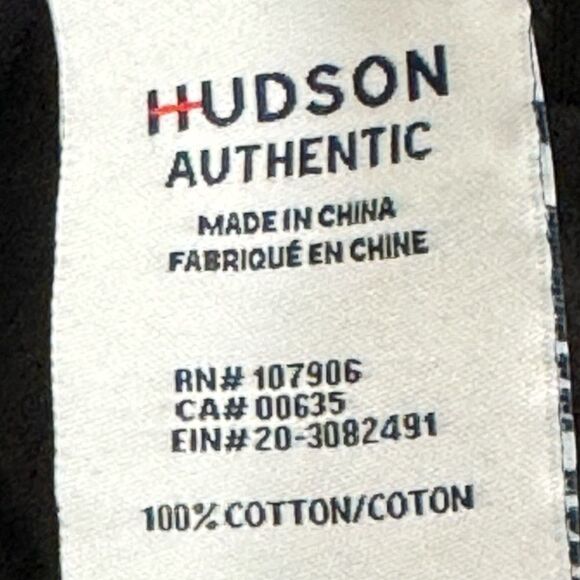 HUDSON
AUTHENTIC
MADE IN CHINA
FABRIQUÉ EN CHINE
RN# 107906
CA# 00635
EIN# 20-3082491
100% COTTON/COTON